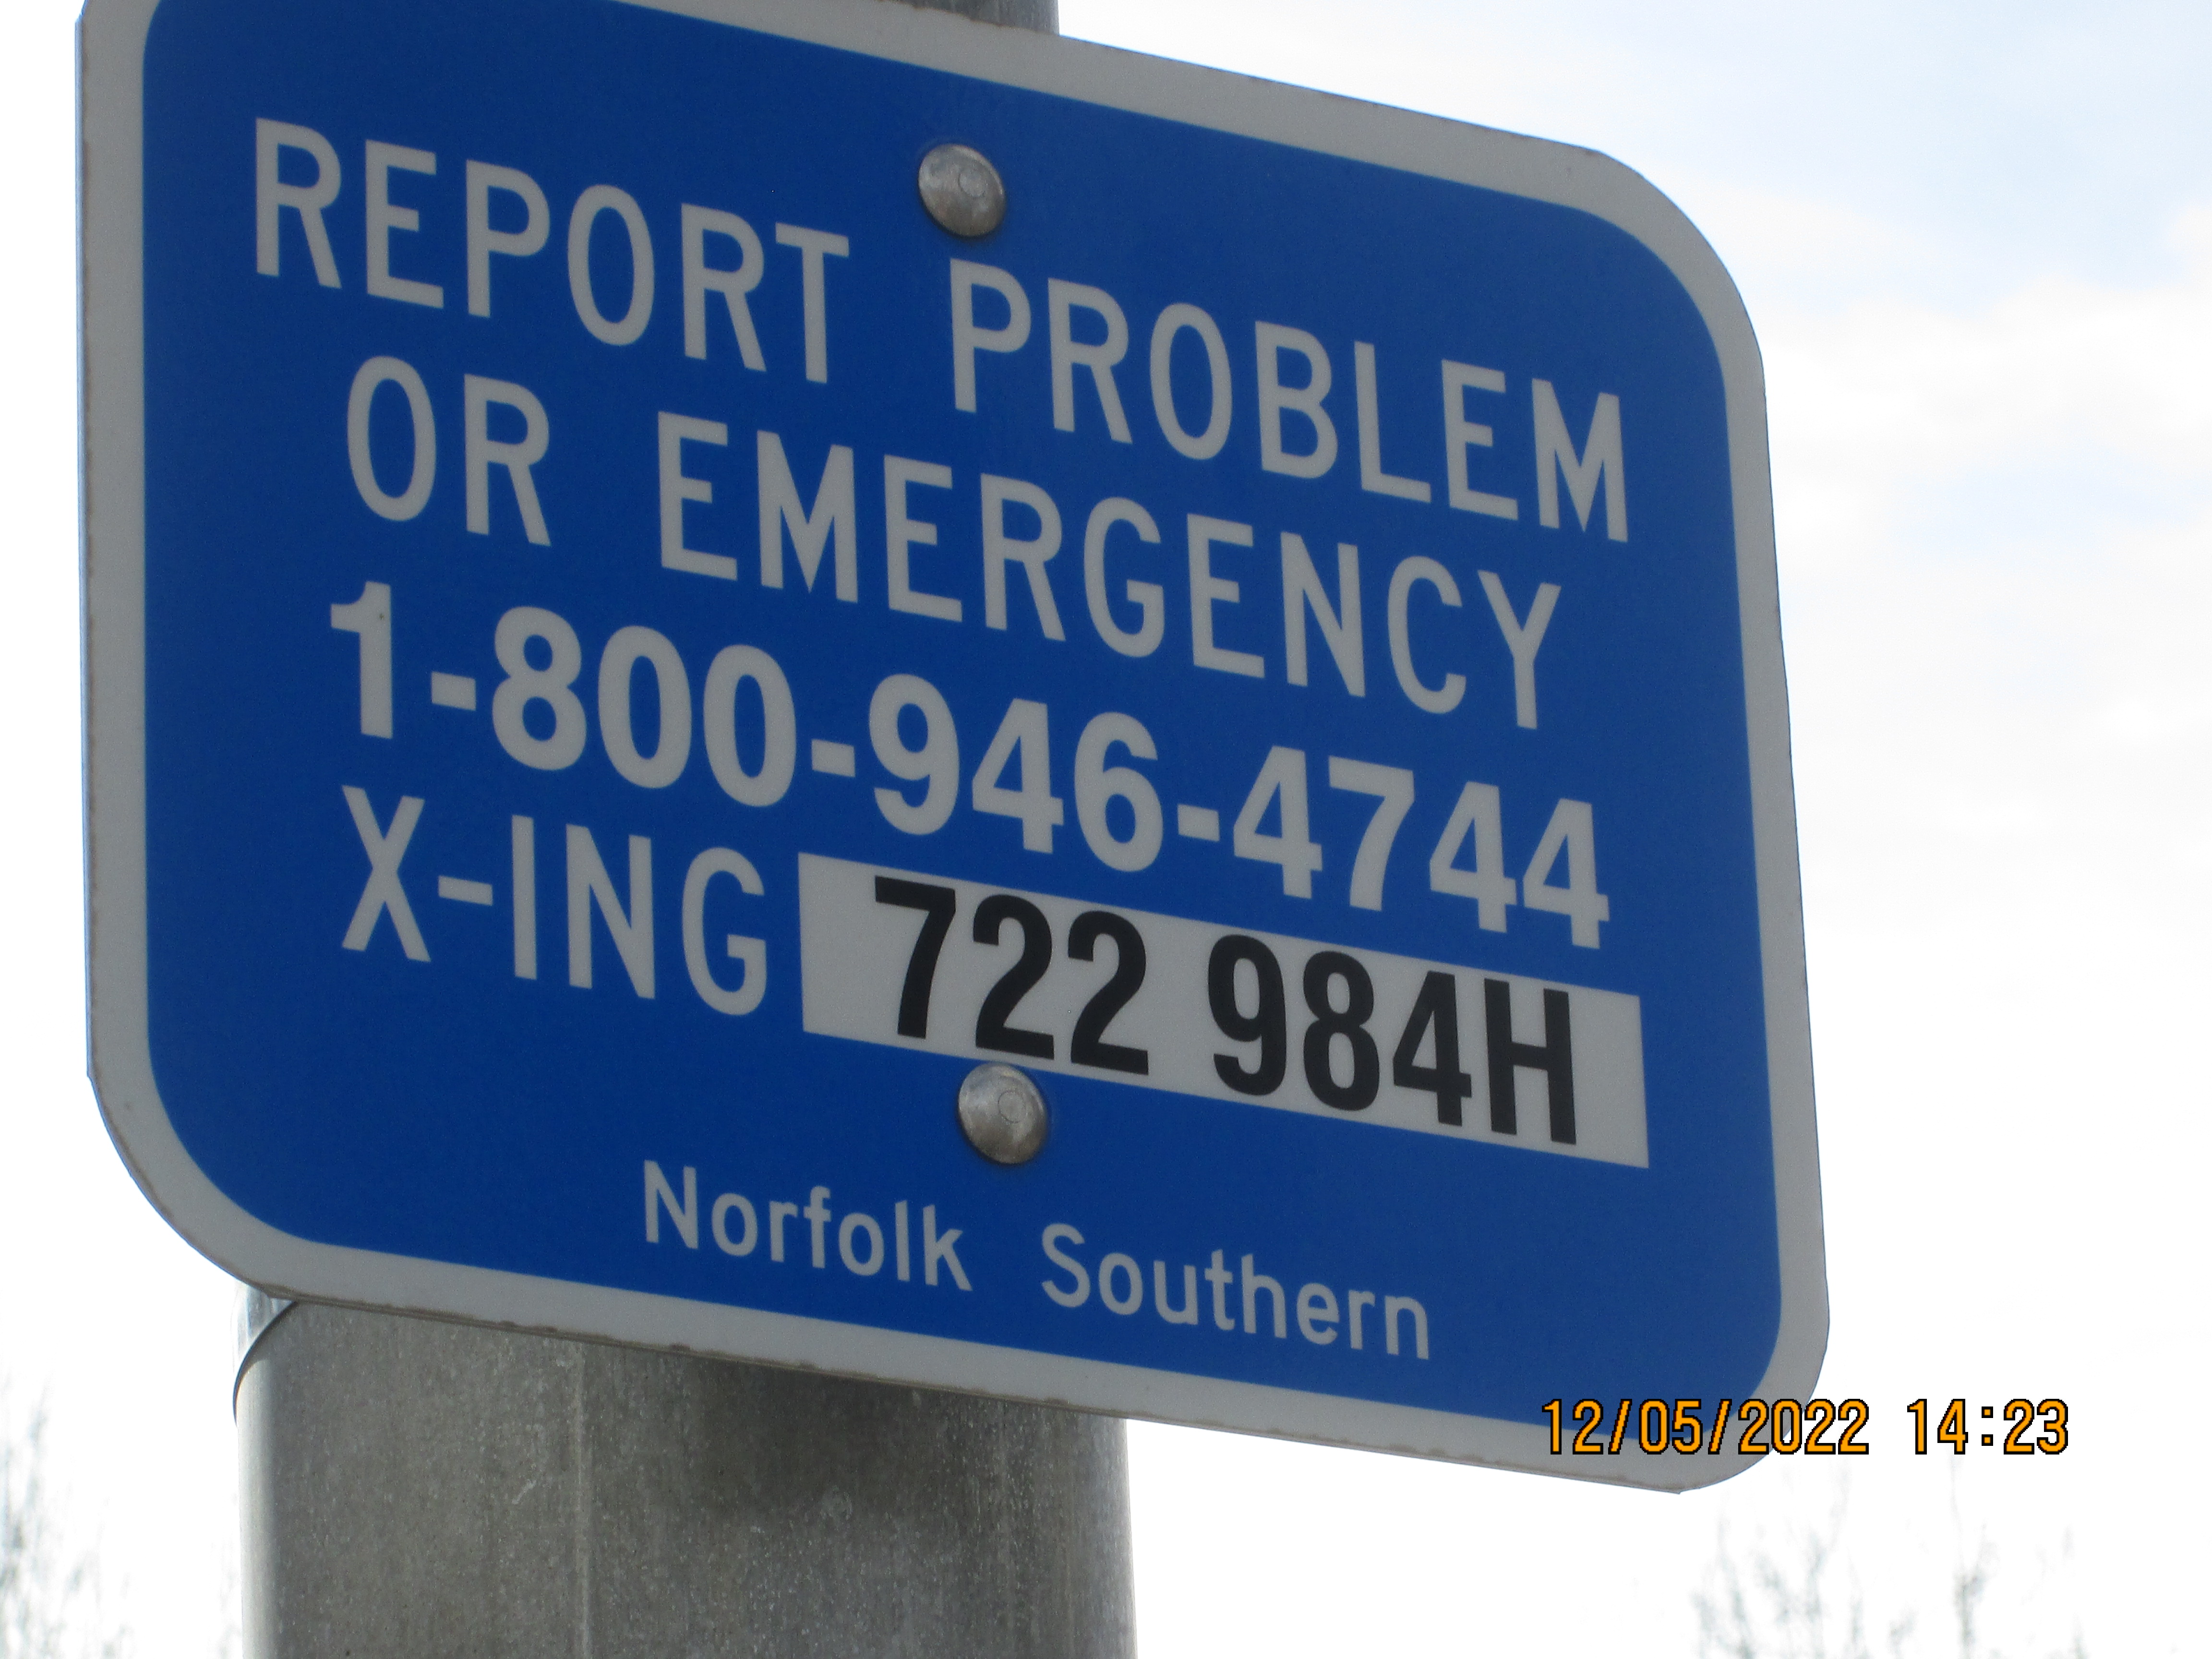 REPORT PROBLEM
OR EMERGENCY
1-800-946-4744
X-ING 722 984H
Norfolk Southern
12/05/2022 14:23